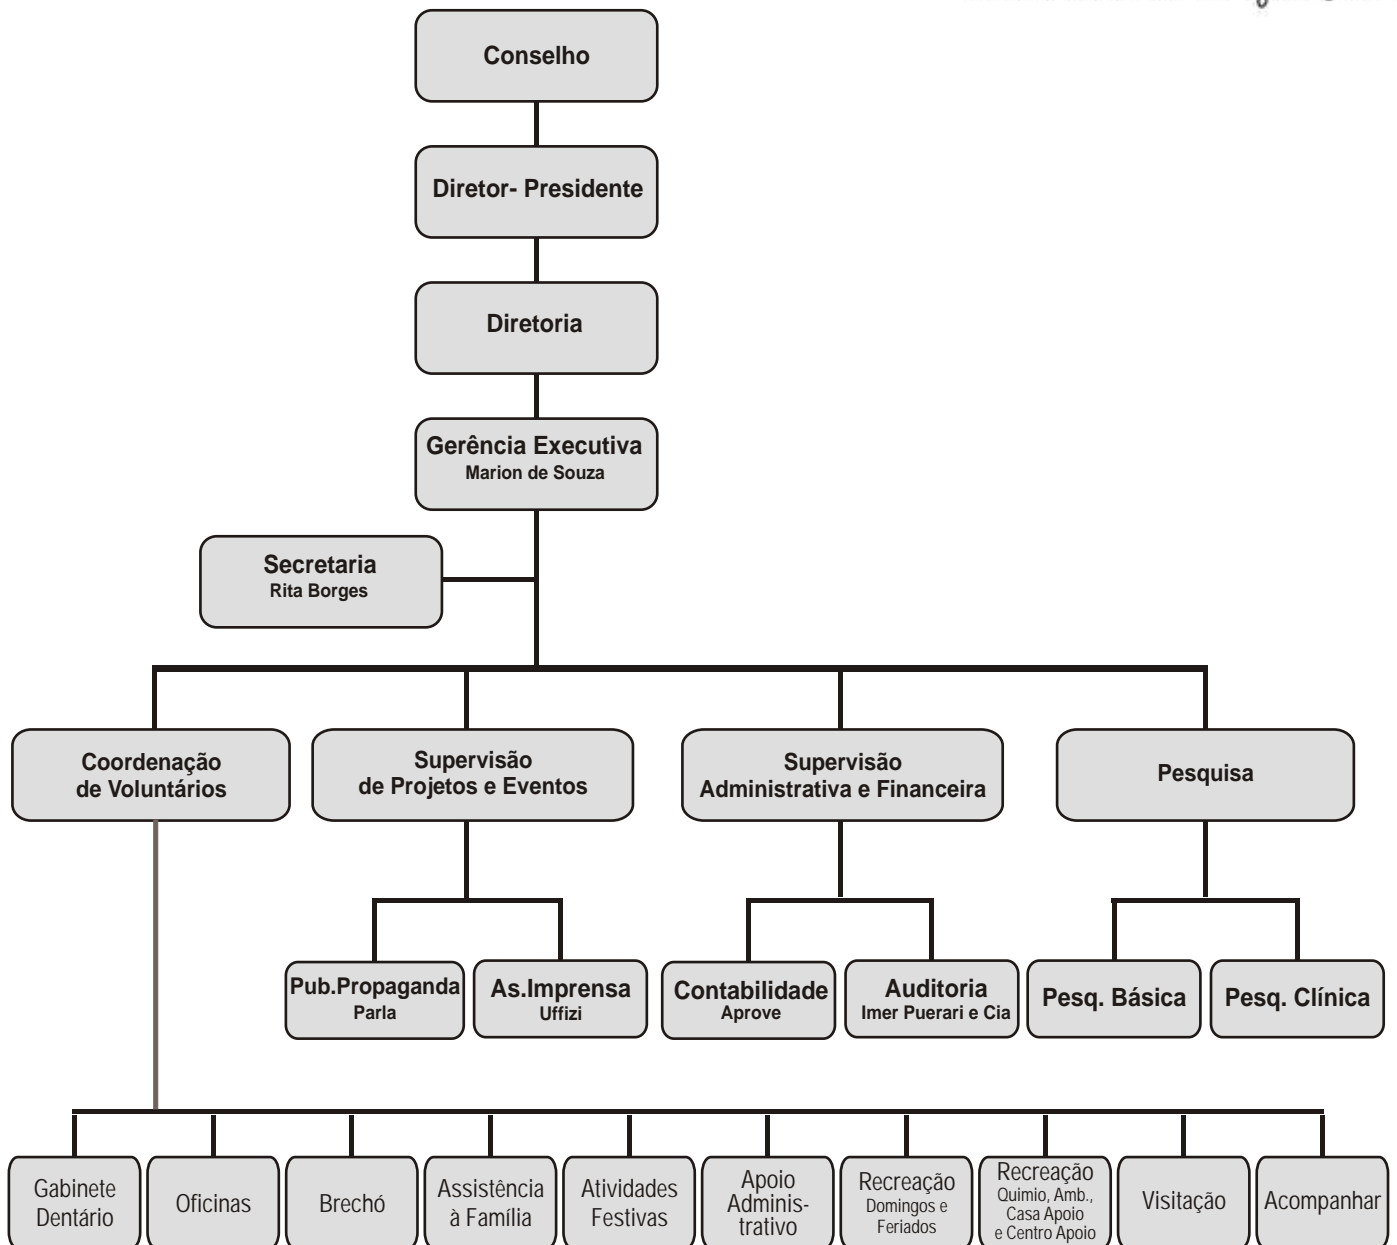 Conselho
Diretor- Presidente
Diretoria
Gerência Executiva
Marion de Souza
Secretaria
Rita Borges
Coordenação
de Voluntários
Supervisão
de Projetos e Eventos
Supervisão
Administrativa e Financeira
Pesquisa
Pub.Propaganda
Parla
As.Imprensa
Uffizi
Contabilidade
Aprove
Auditoria
Imer Puerari e Cia
Pesq. Básica
Pesq. Clínica
Gabinete
Dentário
Oficinas
Brechó
Assistência
à Família
Atividades
Festivas
Apoio
Adminis-
trativo
Recreação
Domingos e
Feriados
Recreação
Quimio, Amb.,
Casa Apoio
e Centro Apoio
Visitação
Acompanhar